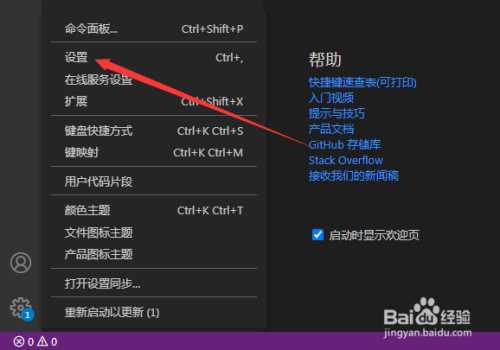 命令面板... Ctrl+Shift+P
设置 Ctrl+,
在线服务设置
扩展 Ctrl+Shift+X
键盘快捷方式 Ctrl+K Ctrl+S
键映射 Ctrl+K Ctrl+M
用户代码片段
颜色主题 Ctrl+K Ctrl+T
文件图标主题
产品图标主题
打开设置同步...
重新启动以更新 (1)
帮助
快捷键速查表(可打印)
入门视频
提示与技巧
产品文档
GitHub 存储库
Stack Overflow
接收我们的新闻稿
启动时显示欢迎页
1
0 0
Baidu经验
jingyan.baidu.com